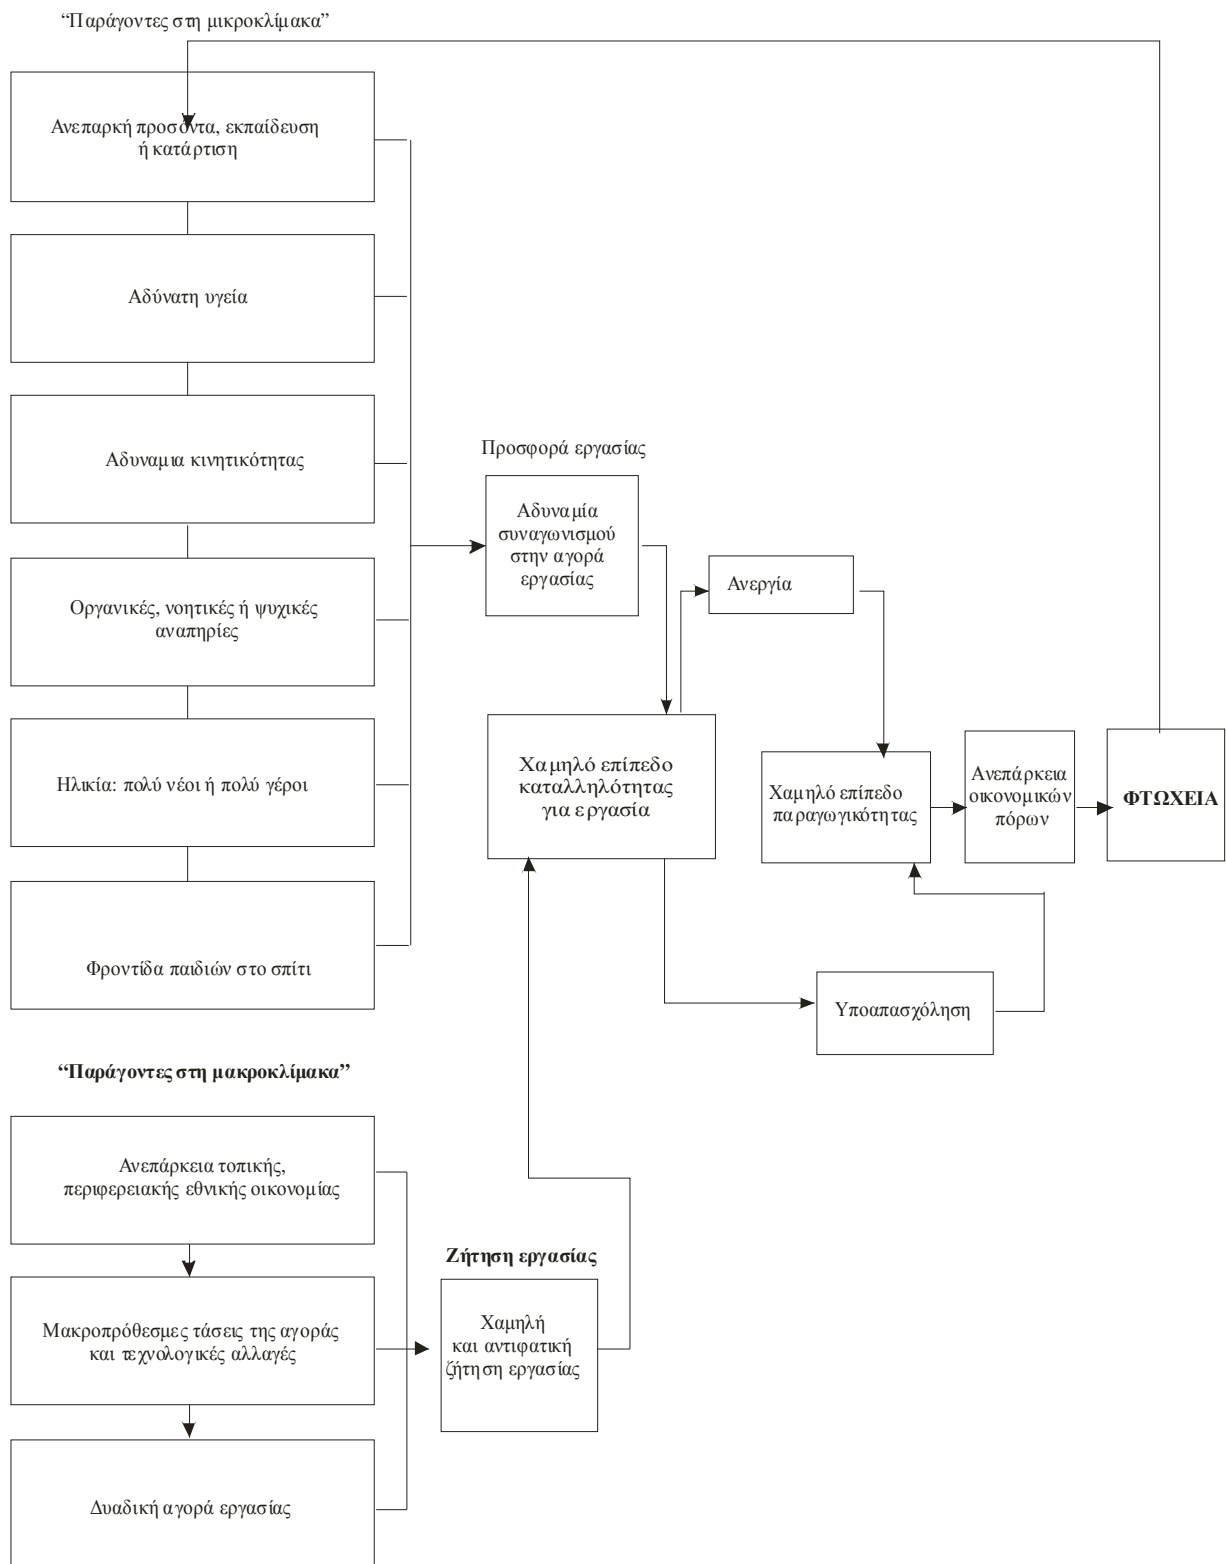 “Παράγοντες στη μικροκλίμακα”
Ανεπαρκή προσόντα, εκπαίδευση
ή κατάρτιση
Αδύνατη υγεία
Αδυναμια κινητικότητας
Οργανικές, νοητικές ή ψυχικές
αναπηρίες
Ηλικία: πολύ νέοι ή πολύ γέροι
Φροντίδα παιδιών στο σπίτι
Προσφορά εργασίας
Αδυναμία
συναγωνισμού
στην αγορά
εργασίας
Ανεργία
Χαμηλό επίπεδο
καταλληλότητας
για εργασία
Χαμηλό επίπεδο
παραγωγικότητας
Ανεπάρκεια
οικονομικών
πόρων
ΦΤΩΧΕΙΑ
Υποαπασχόληση
“Παράγοντες στη μακροκλίμακα”
Ανεπάρκεια τοπικής,
περιφερειακής εθνικής οικονομίας
Μακροπρόθεσμες τάσεις της αγοράς
και τεχνολογικές αλλαγές
Δυαδική αγορά εργασίας
Ζήτηση εργασίας
Χαμηλή
και αντιφατική
ζήτηση εργασίας